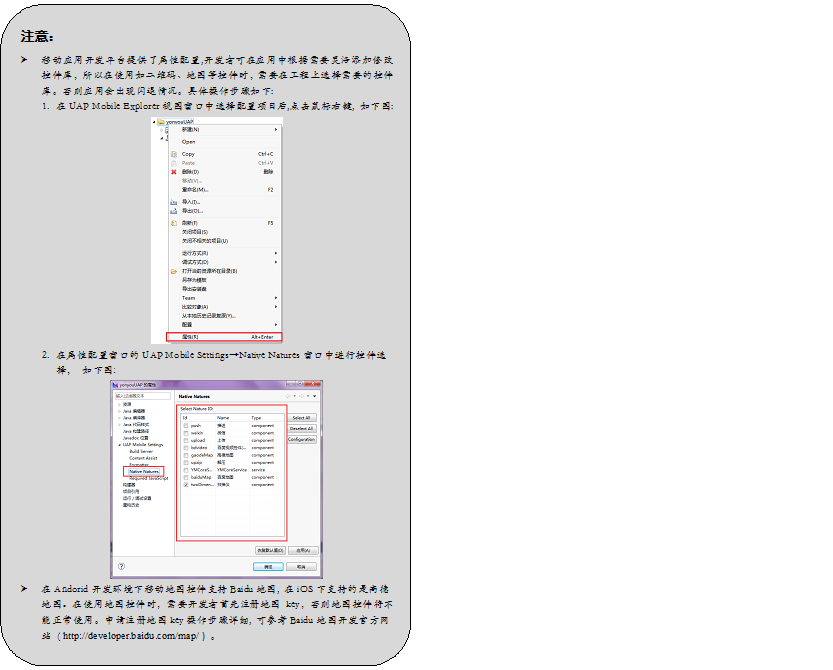 注意:
移动应用开发平台提供了属性配置,开发者可在应用中根据需要灵活添加修改
控件库，所以在使用如二维码、地图等控件时，需要在工程上选择需要的控件
库。否则应用会出现闪退情况。具体操作步骤如下:
1. 在 UAP Mobile Explorer 视图窗口中选择配置项目后,点击鼠标右键，如下图:
yonyouUAP
新建(N)
Open
Copy Ctrl+C
Paste Ctrl+V
删除(D) 删除
移动(V)...
重命名(M)... F2
导入(I)...
导出(O)...
刷新(F) F5
关闭项目(S)
关闭不相关的项目(U)
运行方式(R)
调试方式(D)
打开当前资源所在目录(B)
另存为模板
导出安装盘
Team
比较对象(A)
从本地历史记录复原(Y)...
配置
属性(R) Alt+Enter
2. 在属性配置窗口的 UAP Mobile Settings→Native Natures 窗口中进行控件选
择， 如下图:
yonyouUAP 的属性
输入过滤器文本
Native Natures
资源
Java 编辑器
Java 编译器
Java 代码样式
Java 构建路径
Javadoc 位置
UAP Mobile Settings
Build Server
Content Assist
Formatter
Native Natures
Required JavaScript
构建器
项目引用
运行／调试设置
重构历史
Select Nature ID:
Id Name Type
push 推送 component
weixin 微信 component
upload 上传 component
bdvideo 百度视频控件(... component
gaodeMap 高德地图 component
unzip 解压 component
YMCoreS... YMCoreService service
baiduMap 百度地图 component
twoDimen... 二维码 component
Select All
Deselect All
Configuration
恢复默认值(D) 应用(A)
确定 取消
在 Andorid 开发环境下移动地图控件支持 Baidu 地图, 在 iOS 下支持的是高德
地图。在使用地图控件时，需要开发者首先注册地图 key，否则地图控件将不
能正常使用。申请注册地图 key 操作步骤详细, 可参考 Baidu 地图开发官方网
站（http://developer.baidu.com/map/）。